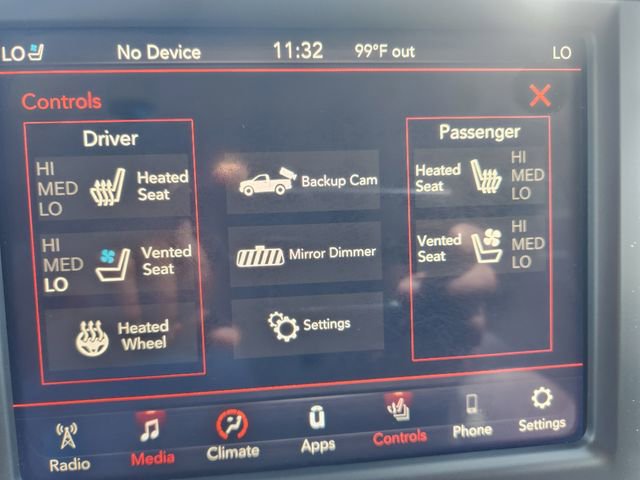 LO No Device 11:32 99°F out LO
Controls
Driver
HI
MED
LO
Heated
Seat
HI
MED
LO
Vented
Seat
Heated
Wheel
Backup Cam
Mirror Dimmer
Settings
Passenger
Heated
Seat
HI
MED
LO
Vented
Seat
HI
MED
LO
Radio Media Climate Apps Controls Phone Settings